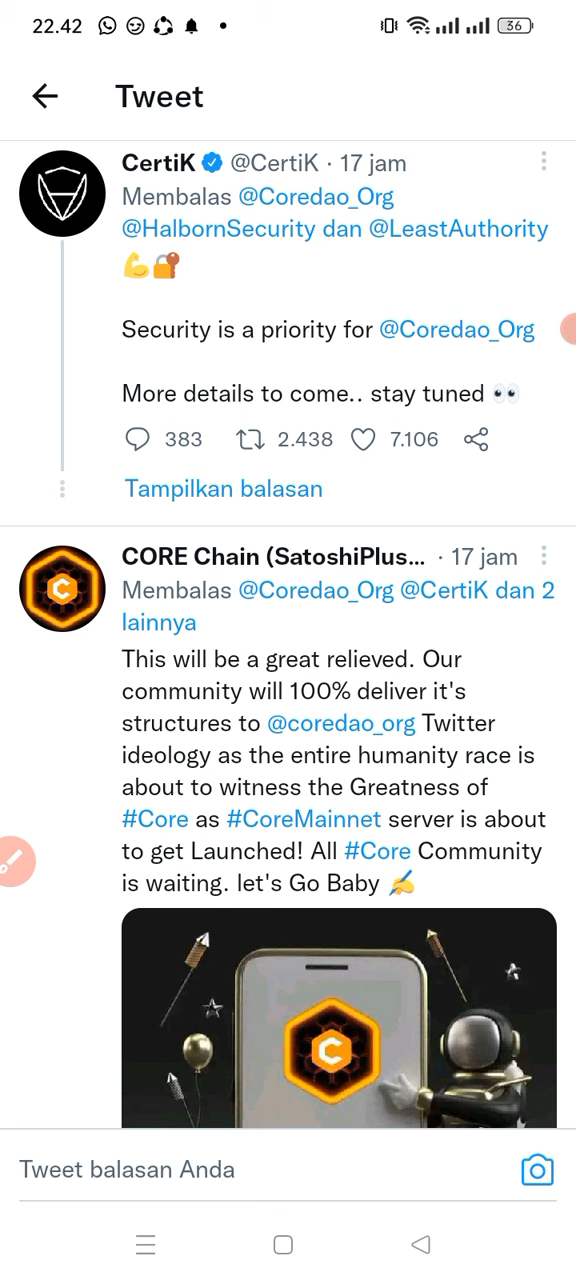 22.42
36
Tweet
CertiK @CertiK · 17 jam
Membalas @Coredao_Org
@HalbornSecurity dan @LeastAuthority
💪🔐
Security is a priority for @Coredao_Org
More details to come.. stay tuned 👀
383 2.438 7.106
Tampilkan balasan
CORE Chain (SatoshiPlus... · 17 jam
Membalas @Coredao_Org @CertiK dan 2
lainnya
This will be a great relieved. Our
community will 100% deliver it's
structures to @coredao_org Twitter
ideology as the entire humanity race is
about to witness the Greatness of
#Core as #CoreMainnet server is about
to get Launched! All #Core Community
is waiting. let's Go Baby ✍️
Tweet balasan Anda